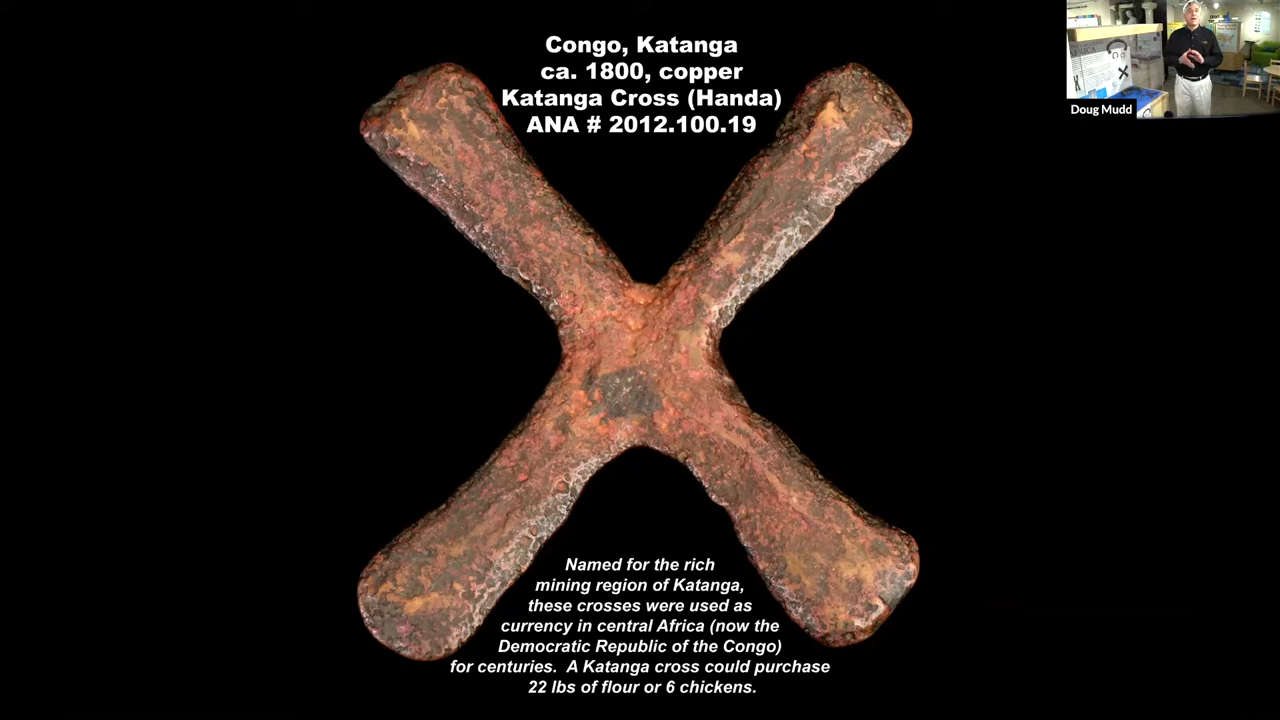 Congo, Katanga
ca. 1800, copper
Katanga Cross (Handa)
ANA # 2012.100.19
Doug Mudd
Named for the rich
mining region of Katanga,
these crosses were used as
currency in central Africa (now the
Democratic Republic of the Congo)
for centuries.  A Katanga cross could purchase
22 lbs of flour or 6 chickens.